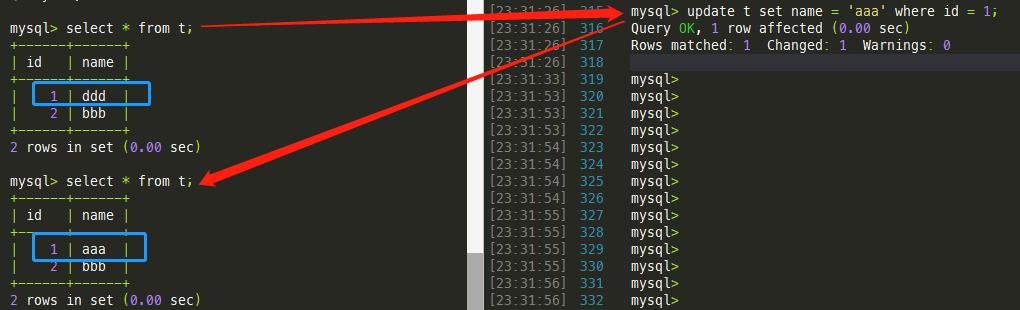 mysql> select * from t;
+------+------+
| id   | name |
+------+------+
|    1 | ddd  |
|    2 | bbb  |
+------+------+
2 rows in set (0.00 sec)
mysql> select * from t;
+------+------+
| id   | name |
+------+------+
|    1 | aaa  |
|    2 | bbb  |
+------+------+
2 rows in set (0.00 sec)
[23:31:26] 315 mysql> update t set name = 'aaa' where id = 1;
[23:31:26] 316 Query OK, 1 row affected (0.00 sec)
[23:31:26] 317 Rows matched: 1  Changed: 1  Warnings: 0
[23:31:26] 318
[23:31:33] 319 mysql>
[23:31:53] 320 mysql>
[23:31:53] 321 mysql>
[23:31:53] 322 mysql>
[23:31:54] 323 mysql>
[23:31:54] 324 mysql>
[23:31:54] 325 mysql>
[23:31:54] 326 mysql>
[23:31:55] 327 mysql>
[23:31:55] 328 mysql>
[23:31:55] 329 mysql>
[23:31:55] 330 mysql>
[23:31:56] 331 mysql>
[23:31:56] 332 mysql>